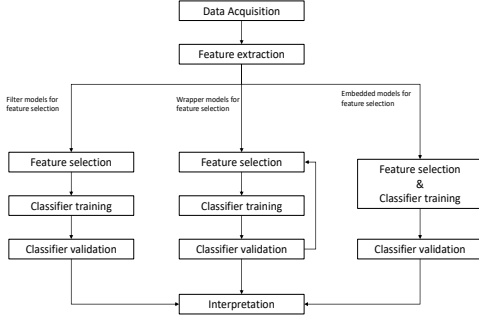 Data Acquisition
Feature extraction
Filter models for
feature selection
Wrapper models for
feature selection
Embedded models for
feature selection
Feature selection
Classifier training
Classifier validation
Feature selection
Classifier training
Classifier validation
Feature selection
&
Classifier training
Classifier validation
Interpretation